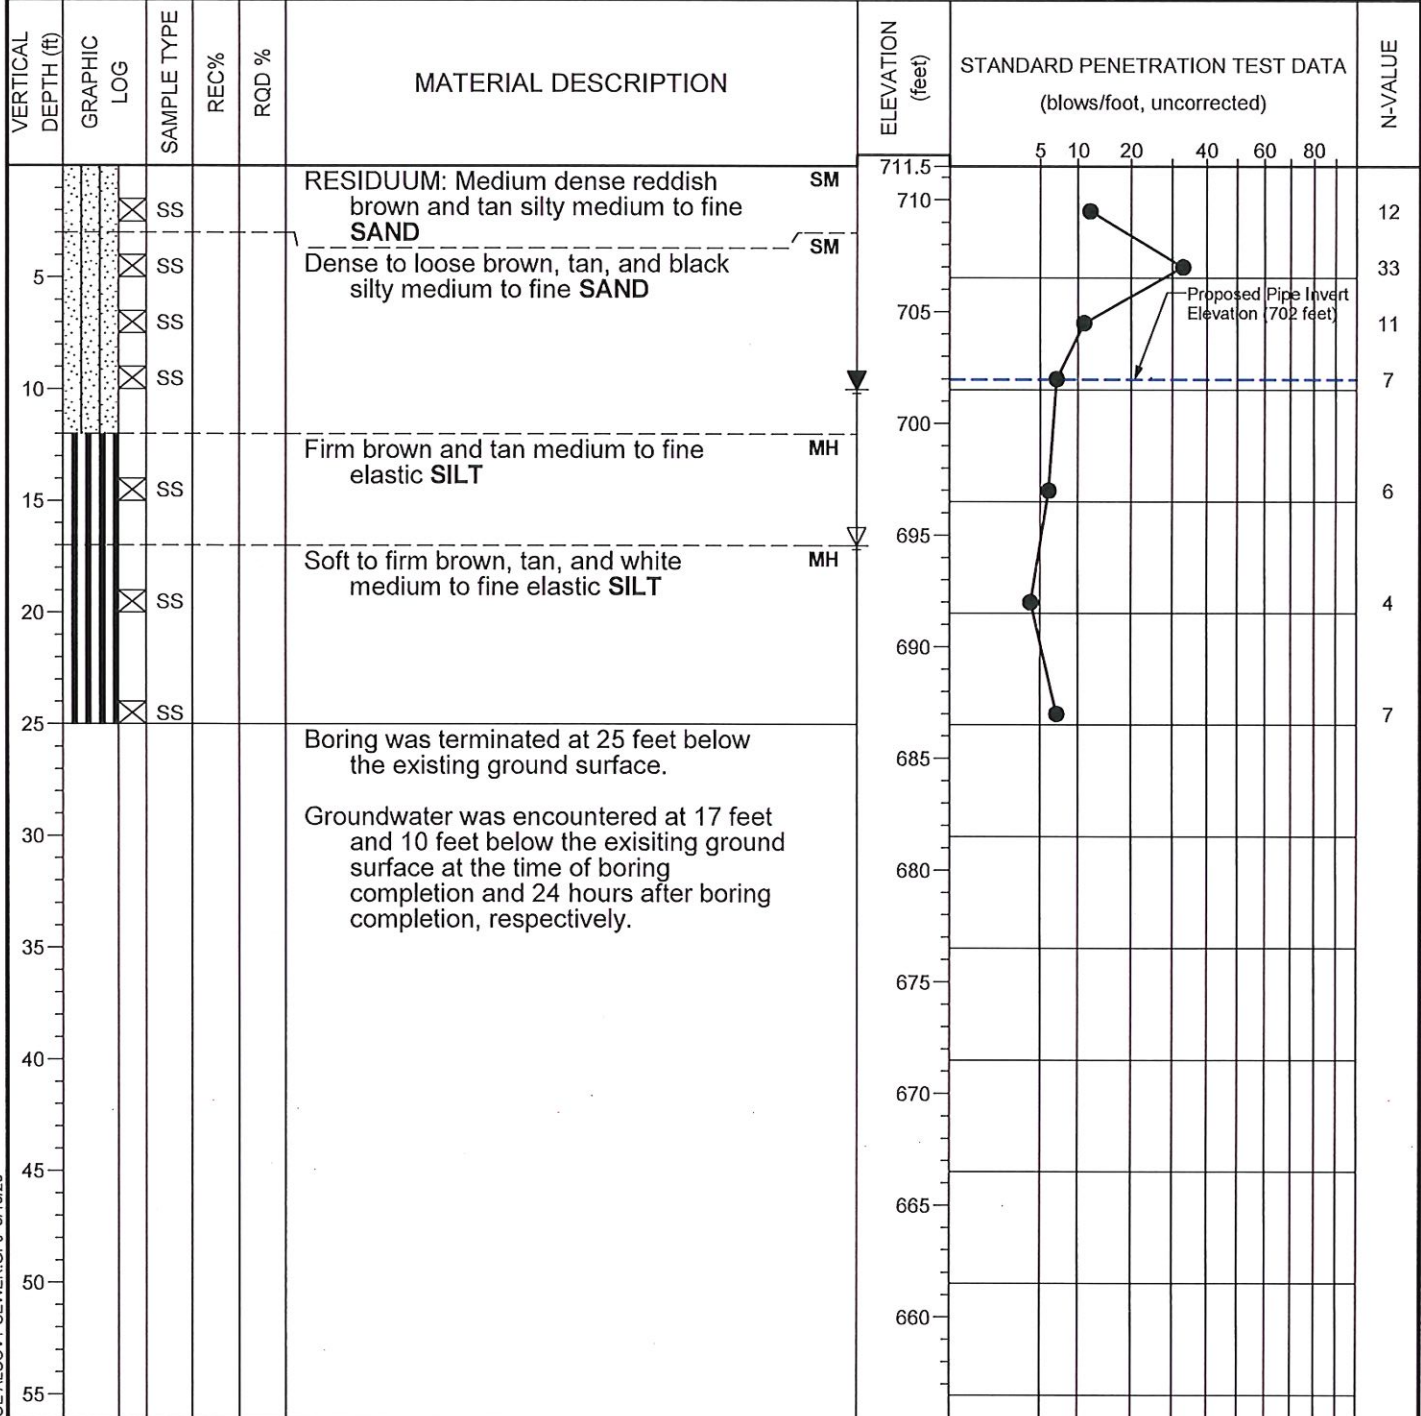 VERTICAL
DEPTH (ft)
GRAPHIC
LOG
SAMPLE TYPE
REC%
RQD %
MATERIAL DESCRIPTION
ELEVATION
(feet)
STANDARD PENETRATION TEST DATA
(blows/foot, uncorrected)
N-VALUE
5 10 20 40 60 80
711.5
RESIDUUM: Medium dense reddish SM
brown and tan silty medium to fine
SAND
SS
710
12
SM
Dense to loose brown, tan, and black
silty medium to fine SAND
SS
33
5
Proposed Pipe Invert
Elevation (702 feet)
705
SS
11
SS
7
10
700
Firm brown and tan medium to fine MH
elastic SILT
SS
6
15
695
Soft to firm brown, tan, and white MH
medium to fine elastic SILT
SS
4
20
690
SS
7
25
Boring was terminated at 25 feet below
the existing ground surface.
685
Groundwater was encountered at 17 feet
and 10 feet below the exisiting ground
surface at the time of boring
completion and 24 hours after boring
completion, respectively.
30
680
35
675
40
670
45
665
50
660
55